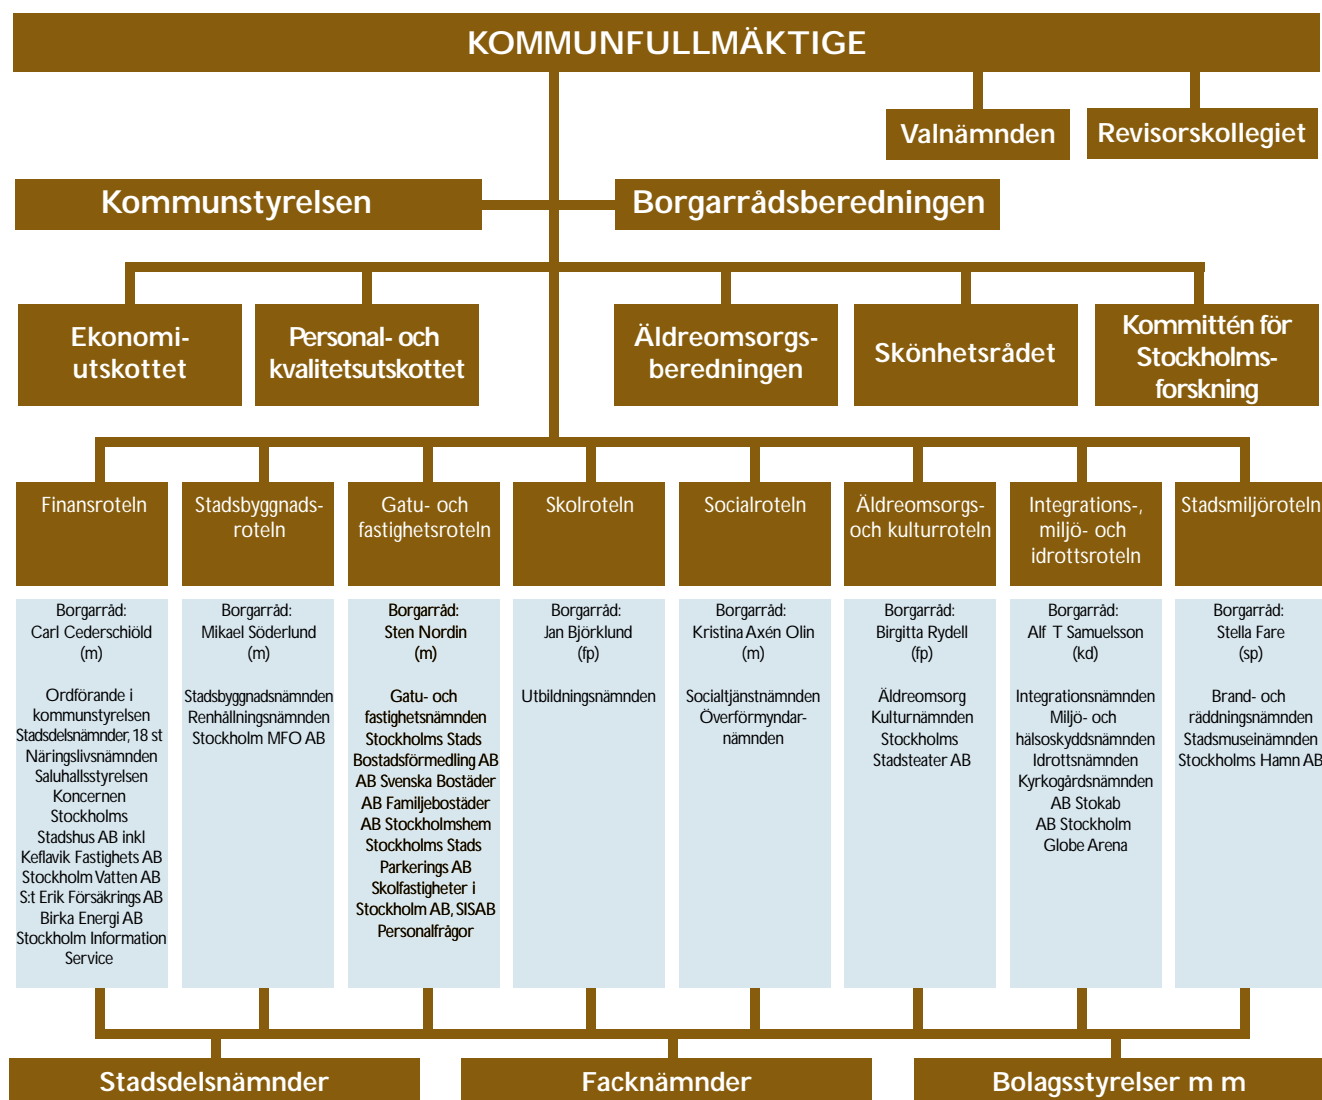 KOMMUNFULLMÄKTIGE
Valnämnden
Revisorskollegiet
Kommunstyrelsen
Borgarrådsberedningen
Ekonomi-
utskottet
Personal- och
kvalitetsutskottet
Äldreomsorgs-
beredningen
Skönhetsrådet
Kommittén för
Stockholms-
forskning
Finansroteln
Stadsbyggnads-
roteln
Gatu- och
fastighetsroteln
Skolroteln
Socialroteln
Äldreomsorgs-
och kulturroteln
Integrations-,
miljö- och
idrottsroteln
Stadsmiljöroteln
Borgarråd:
Carl Cederschiöld
(m)
Ordförande i
kommunstyrelsen
Stadsdelsnämnder, 18 st
Näringslivsnämnden
Saluhallsstyrelsen
Koncernen
Stockholms
Stadshus AB inkl
Keflavik Fastighets AB
Stockholm Vatten AB
S:t Erik Försäkrings AB
Birka Energi AB
Stockholm Information
Service
Borgarråd:
Mikael Söderlund
(m)
Stadsbyggnadsnämnden
Renhållningsnämnden
Stockholm MFO AB
Borgarråd:
Sten Nordin
(m)
Gatu- och
fastighetsnämnden
Stockholms Stads
Bostadsförmedling AB
AB Svenska Bostäder
AB Familjebostäder
AB Stockholmshem
Stockholms Stads
Parkerings AB
Skolfastigheter i
Stockholm AB, SISAB
Personalfrågor
Borgarråd:
Jan Björklund
(fp)
Utbildningsnämnden
Borgarråd:
Kristina Axén Olin
(m)
Socialtjänstnämnden
Överförmyndar-
nämnden
Borgarråd:
Birgitta Rydell
(fp)
Äldreomsorg
Kulturnämnden
Stockholms
Stadsteater AB
Borgarråd:
Alf T Samuelsson
(kd)
Integrationsnämnden
Miljö- och
hälsoskyddsnämnden
Idrottsnämnden
Kyrkogårdsnämnden
AB Stokab
AB Stockholm
Globe Arena
Borgarråd:
Stella Fare
(sp)
Brand- och
räddningsnämnden
Stadsmuseinämnden
Stockholms Hamn AB
Stadsdelsnämnder
Facknämnder
Bolagsstyrelser m m